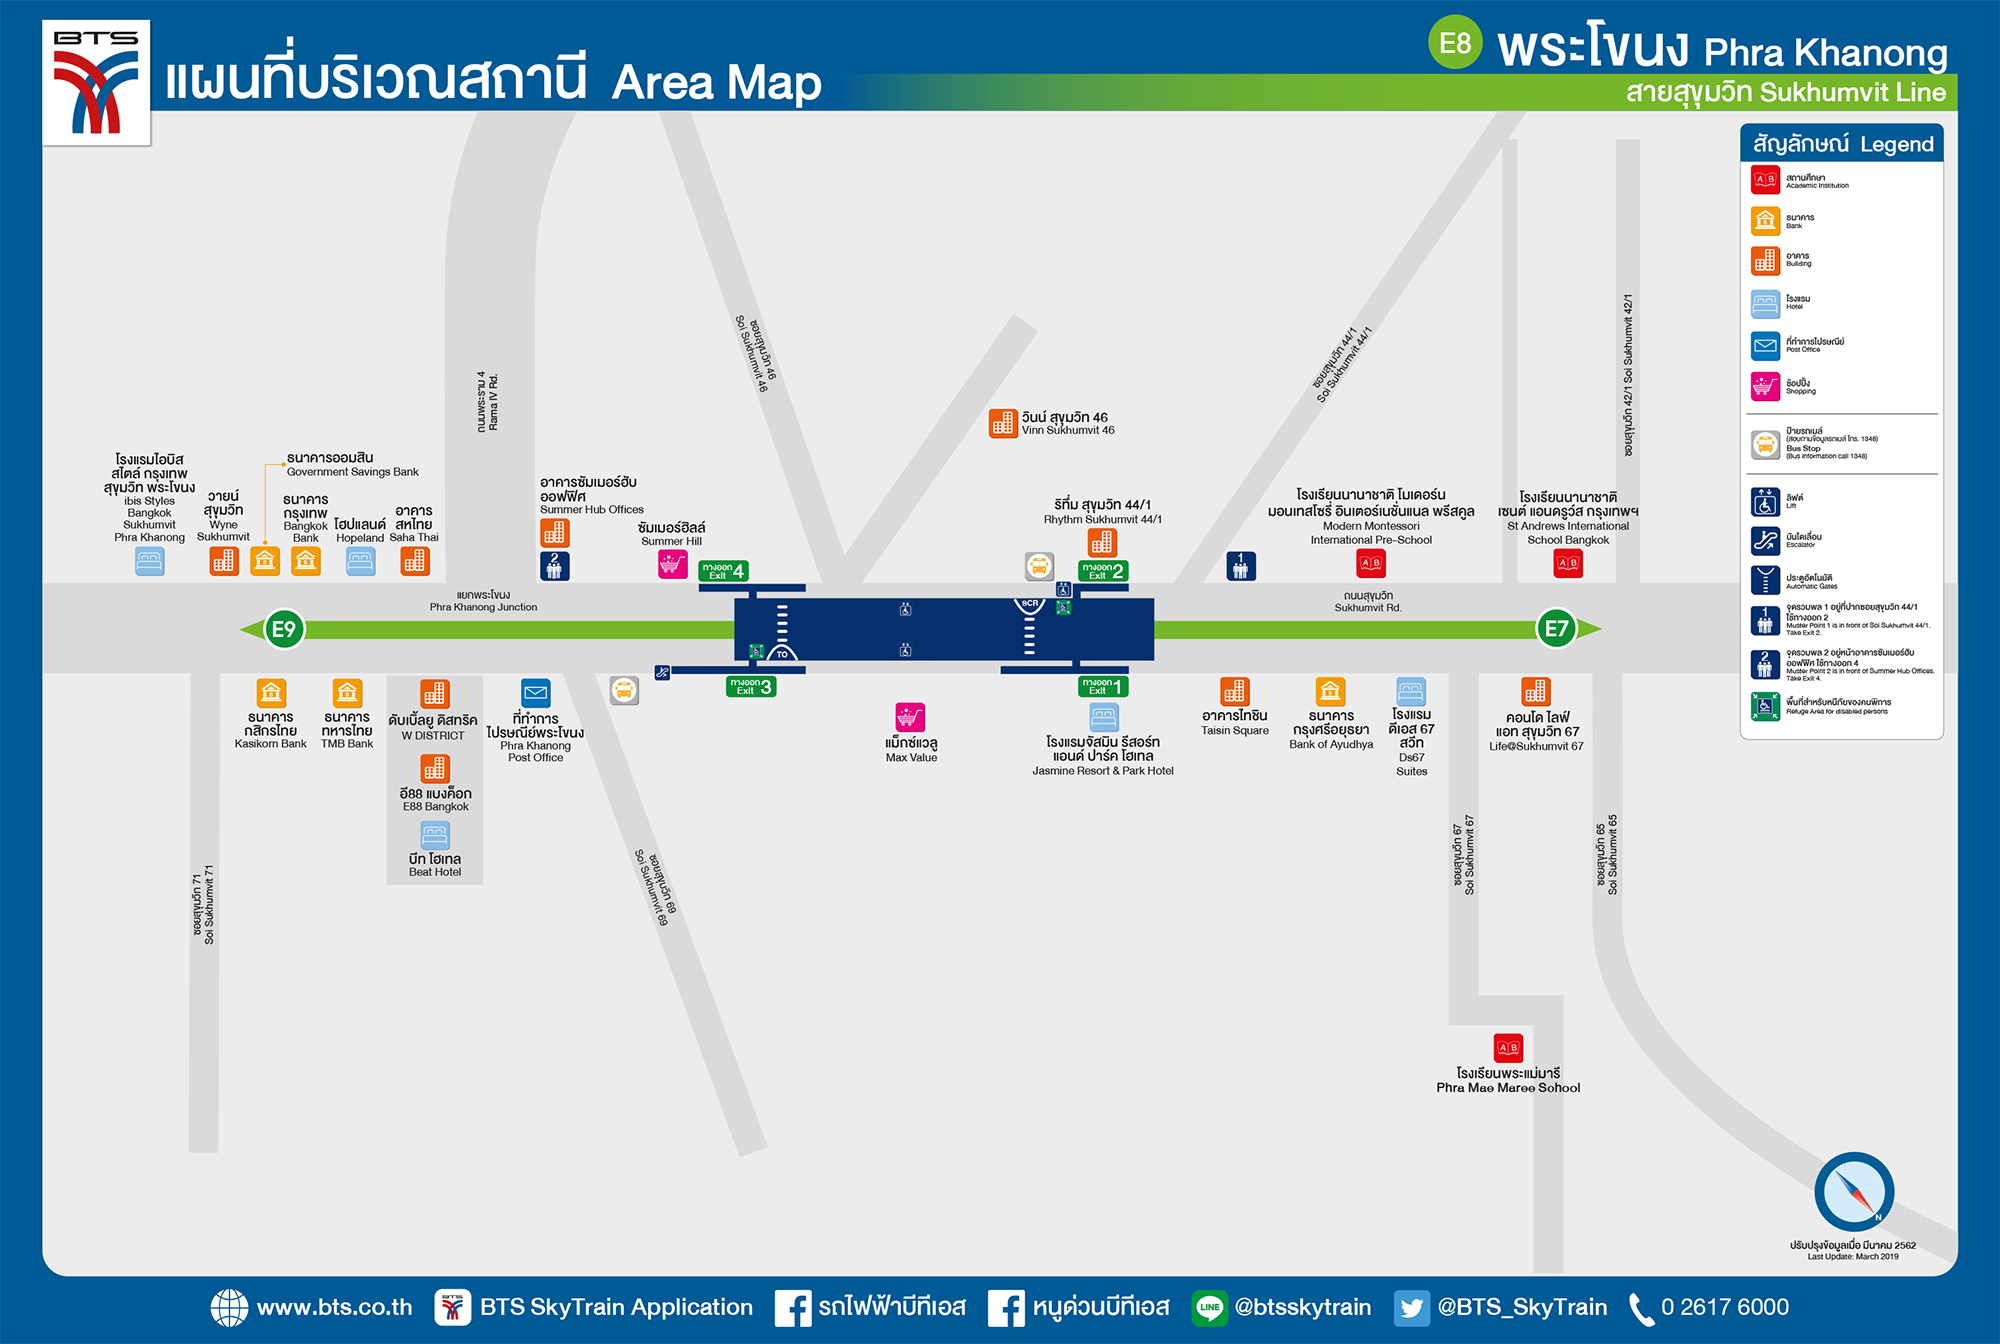 BTS
แผนที่บริเวณสถานี Area Map
E8 พระโขนง Phra Khanong
สายสุขุมวิท Sukhumvit Line
สัญลักษณ์ Legend
สถานศึกษา
Academic Institution
ธนาคาร
Bank
อาคาร
Building
โรงแรม
Hotel
ที่ทำการไปรษณีย์
Post Office
ช้อปปิ้ง
Shopping
ป้ายรถเมล์
(สอบถามข้อมูลรถเมล์ โทร. 1348)
Bus Stop
(Bus information call 1348)
ลิฟต์
Lift
บันไดเลื่อน
Escalator
ประตูอัตโนมัติ
Automatic Gates
1
จุดรวมพล 1 อยู่ที่ปากซอยสุขุมวิท 44/1
ใช้ทางออก 2
Muster Point 1 is in front of Soi Sukhumvit 44/1.
Take Exit 2.
2
จุดรวมพล 2 อยู่หน้าอาคารซัมเมอร์ฮับ
ออฟฟิศ ใช้ทางออก 4
Muster Point 2 is in front of Summer Hub Offices.
Take Exit 4.
พื้นที่สำหรับหนีภัยของคนพิการ
Refuge Area for disabled persons
ถนนพระราม 4
Rama IV Rd.
ซอยสุขุมวิท 46
Soi Sukhumvit 46
ซอยสุขุมวิท 44/1
Soi Sukhumvit 44/1
ซอยสุขุมวิท 42/1 Soi Sukhumvit 42/1
วินน์ สุขุมวิท 46
Vinn Sukhumvit 46
โรงแรมไอบิส
สไตล์ กรุงเทพ
สุขุมวิท พระโขนง
ibis Styles
Bangkok
Sukhumvit
Phra Khanong
วายน์
สุขุมวิท
Wyne
Sukhumvit
ธนาคารออมสิน
Government Savings Bank
ธนาคาร
กรุงเทพ
Bangkok
Bank
โฮปแลนด์
Hopeland
อาคาร
สหไทย
Saha Thai
อาคารซัมเมอร์ฮับ
ออฟฟิศ
Summer Hub Offices
2
ซัมเมอร์ฮิลล์
Summer Hill
ทางออก
Exit 4
ริทึ่ม สุขุมวิท 44/1
Rhythm Sukhumvit 44/1
ทางออก
Exit 2
1
โรงเรียนนานาชาติ โมเดอร์น
มอนเทสโซรี่ อินเตอร์เนชั่นแนล พรีสคูล
Modern Montessori
International Pre-School
โรงเรียนนานาชาติ
เซนต์ แอนดรูว์ส กรุงเทพฯ
St Andrews International
School Bangkok
แยกพระโขนง
Phra Khanong Junction
ถนนสุขุมวิท
Sukhumvit Rd.
E9
TO
SCR
E7
ทางออก
Exit 3
ทางออก
Exit 1
ธนาคาร
กสิกรไทย
Kasikorn Bank
ธนาคาร
ทหารไทย
TMB Bank
ดับเบิ้ลยู ดิสทริค
W DISTRICT
อี88 แบงค็อก
E88 Bangkok
บีท โฮเทล
Beat Hotel
ที่ทำการ
ไปรษณีย์พระโขนง
Phra Khanong
Post Office
แม็กซ์แวลู
Max Value
โรงแรมจัสมิน รีสอร์ท
แอนด์ ปาร์ค โฮเทล
Jasmine Resort & Park Hotel
อาคารไทซิน
Taisin Square
ธนาคาร
กรุงศรีอยุธยา
Bank of Ayudhya
โรงแรม
ดีเอส 67
สวีท
Ds67
Suites
คอนโด ไลฟ์
แอท สุขุมวิท 67
Life@Sukhumvit 67
ซอยสุขุมวิท 71
Soi Sukhumvit 71
ซอยสุขุมวิท 69
Soi Sukhumvit 69
ซอยสุขุมวิท 67
Soi Sukhumvit 67
ซอยสุขุมวิท 65
Soi Sukhumvit 65
โรงเรียนพระแม่มารี
Phra Mae Maree School
N
ปรับปรุงข้อมูลเมื่อ มีนาคม 2562
Last Update: March 2019
www.bts.co.th
BTS SkyTrain Application
รถไฟฟ้าบีทีเอส
หนูด่วนบีทีเอส
@btsskytrain
@BTS_SkyTrain
0 2617 6000